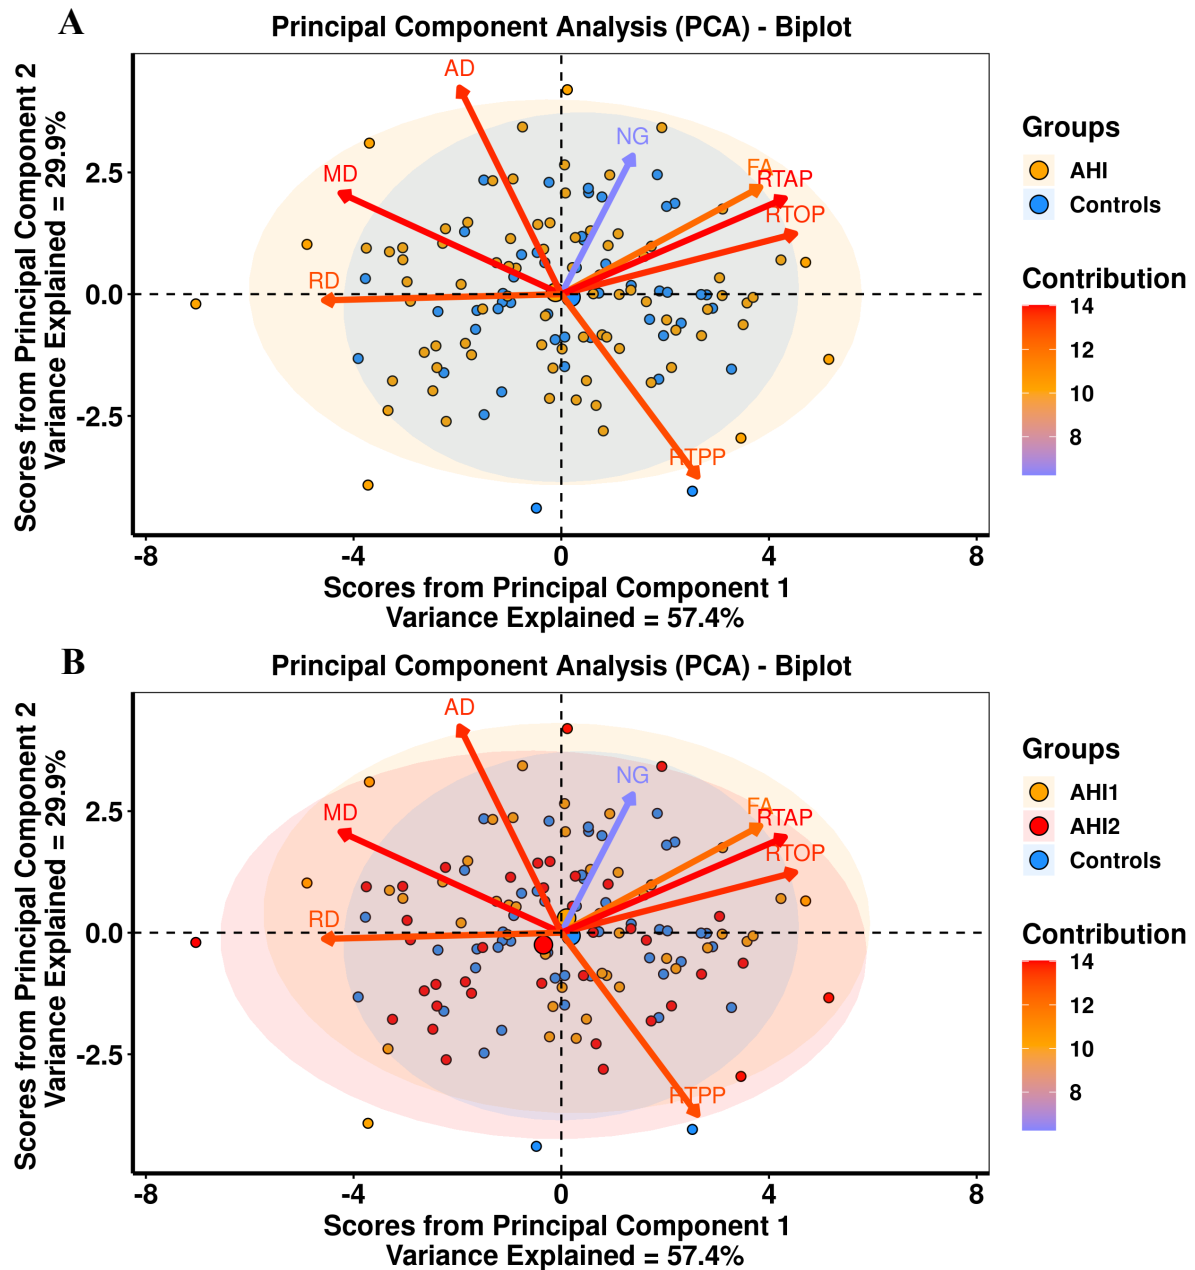 A
Principal Component Analysis (PCA) - Biplot
Scores from Principal Component 2
Variance Explained = 29.9%
2.5
0.0
-2.5
AD
NG
MD
FA
RTAP
RTOP
RD
RTPP
-8
-4
0
4
8
Scores from Principal Component 1
Variance Explained = 57.4%
Groups
AHI
Controls
Contribution
14
12
10
8
B
Principal Component Analysis (PCA) - Biplot
Scores from Principal Component 2
Variance Explained = 29.9%
2.5
0.0
-2.5
AD
NG
MD
FA
RTAP
RTOP
RD
RTPP
-8
-4
0
4
8
Scores from Principal Component 1
Variance Explained = 57.4%
Groups
AHI1
AHI2
Controls
Contribution
14
12
10
8